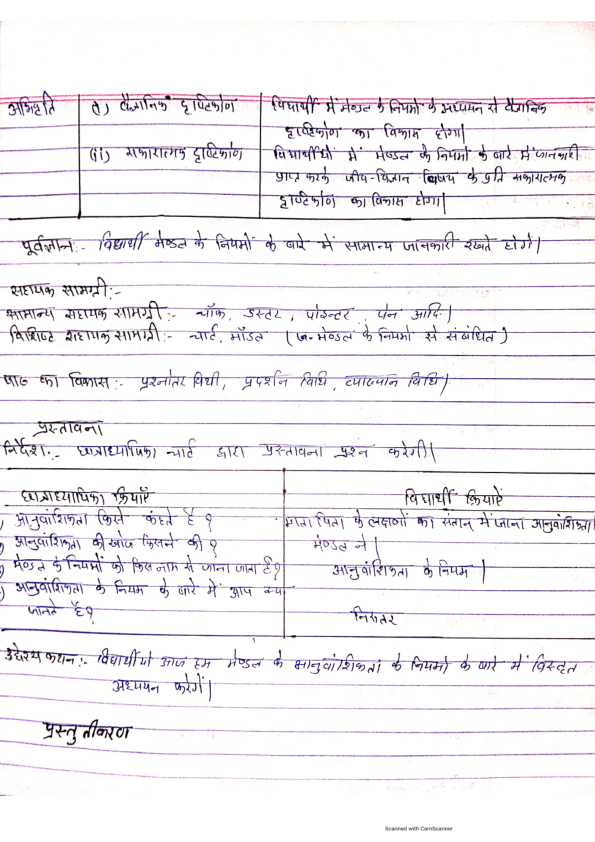 अभिवृति (i) वैज्ञानिक दृष्टिकोण विधार्थी में मेण्डल के नियमों के अध्ययन से वैज्ञानिक
दृष्टिकोण का विकास होगा|
(ii) सकारात्मक दृष्टिकोण विधार्थीयों में मेण्डल के नियमों के बारे में जानकारी
प्राप्त करके जीव-विज्ञान विषय के प्रति सकारात्मक
दृष्टिकोण का विकास होगा|
पूर्वज्ञान:- विद्यार्थी मेण्डल के नियमों के बारे में सामान्य जानकारी रखते होंगे|
सहायक सामग्री:-
सामान्य सहायक सामग्री:- चॉक, डस्टर, पॉइन्टर, पेन आदि|
विशिष्ट सहायक सामग्री:- चार्ट, मॉडल ( मेण्डल के नियमों से संबंधित )
पाठ का विकास:- प्रश्नोतर विधी, प्रदर्शन विधि, व्याख्यान विधि|
प्रस्तावना
निर्देश:- छात्राध्यापिका चार्ट द्वारा प्रस्तावना प्रश्न करेगी|
छात्राध्यापिका क्रियाएँ विधार्थी क्रियाऐं
आनुवांशिकता किसे कहते है ? माता पिता के लक्षणों का संतान में जाना आनुवांशिकता
आनुवांशिकता की खोज किसने की ? मेण्डल ने|
मेण्डल के नियमों को किस नाम से जाना जाता है? आनुवांशिकता के नियम|
आनुवांशिकता के नियम के बारे में आप क्या
जानते है? निरुतर
उद्देश्य कथन:- विधार्थीयों आज हम मेण्डल के आनुवांशिकता के नियमों के बारे में विस्तृत
अध्ययन करेगें|
प्रस्तुतीकरण
Scanned with CamScanner